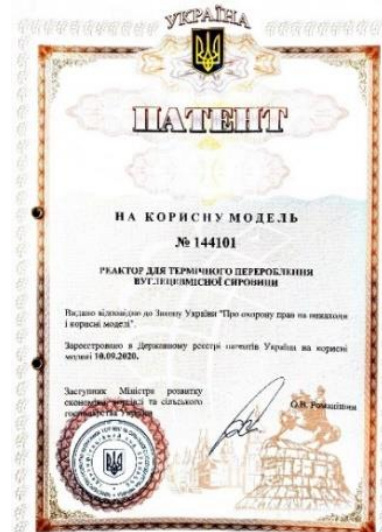 УКРАЇНА
ПАТЕНТ
НА КОРИСНУ МОДЕЛЬ
№ 144101
РЕАКТОР ДЛЯ ТЕРМІЧНОГО ПЕРЕРОБЛЕННЯ
ВУГЛЕЦЕВМІСНОЇ СИРОВИНИ
Видано відповідно до Закону України "Про охорону прав на винаходи
і корисні моделі".
Зареєстровано в Державному реєстрі патентів України на корисні
моделі 10.09.2020.
Заступник Міністра розвитку
економіки, торгівлі та сільського
господарства України
О.В. Романішин